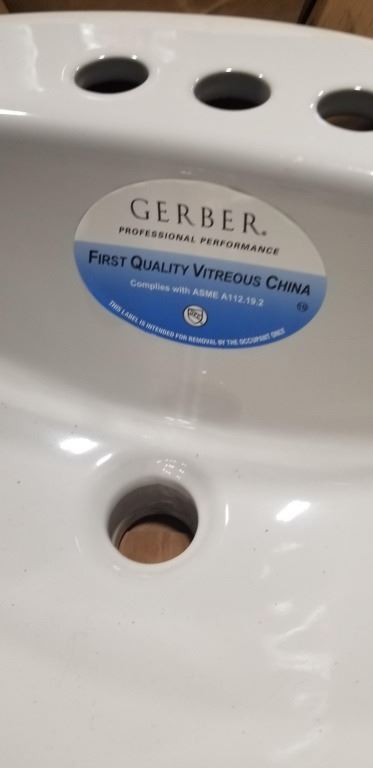 GERBER®
PROFESSIONAL PERFORMANCE
FIRST QUALITY VITREOUS CHINA
Complies with ASME A112.19.2
THIS LABEL IS INTENDED FOR REMOVAL BY THE OCCUPANT ONLY